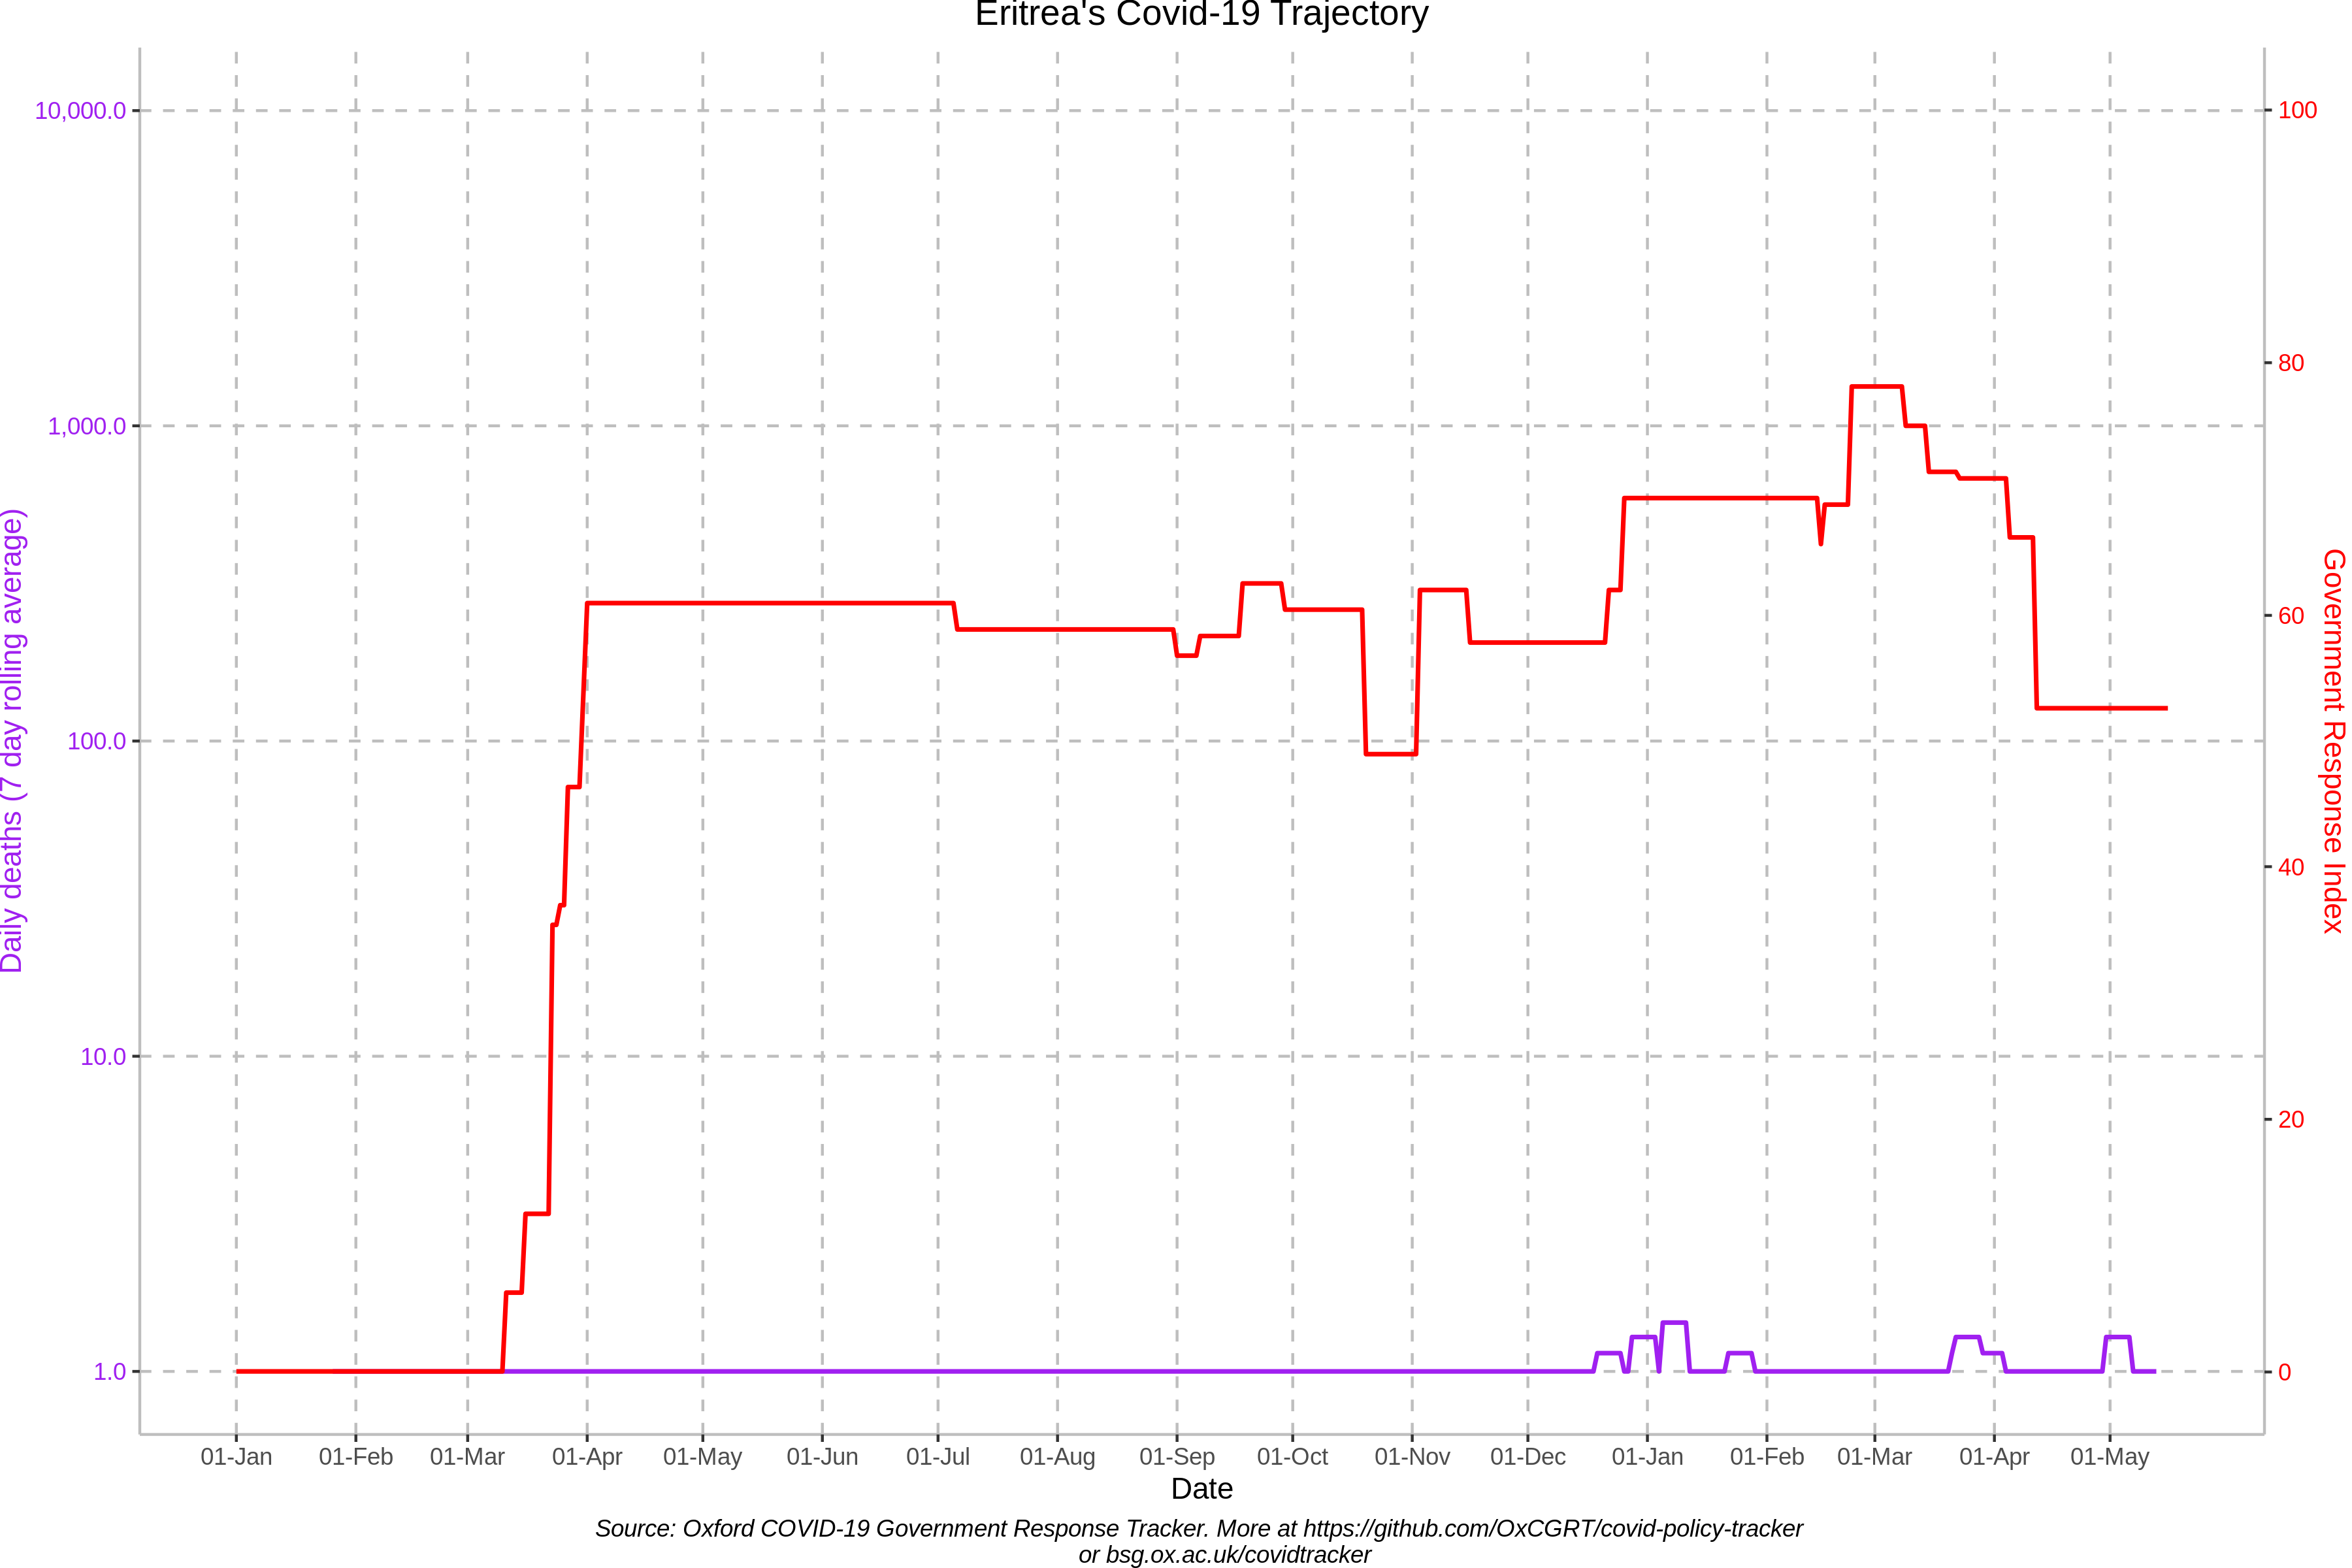 Eritrea's Covid-19 Trajectory
10,000.0
1,000.0
100.0
10.0
1.0
Daily deaths (7 day rolling average)
100
80
60
40
20
0
Government Response Index
01-Jan 01-Feb 01-Mar 01-Apr 01-May 01-Jun 01-Jul 01-Aug 01-Sep 01-Oct 01-Nov 01-Dec 01-Jan 01-Feb 01-Mar 01-Apr 01-May
Date
Source: Oxford COVID-19 Government Response Tracker. More at https://github.com/OxCGRT/covid-policy-tracker
or bsg.ox.ac.uk/covidtracker